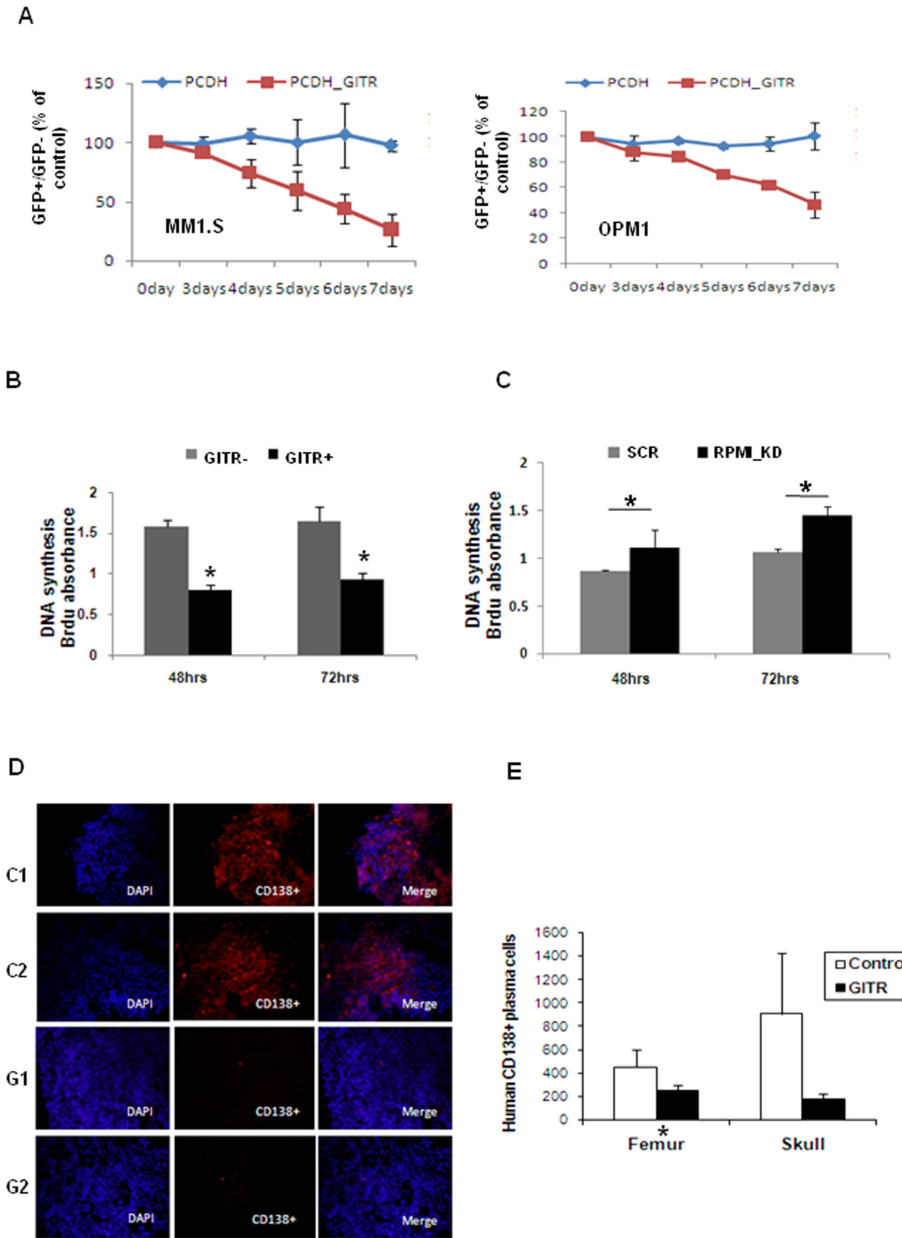 A
PCDH PCDH_GITR
GFP+/GFP- (% of control)
150
100
50
0
MM1.S
0day 3days 4days 5days 6days 7days
PCDH PCDH_GITR
GFP+/GFP- (% of control)
120
100
80
60
40
20
0
OPM1
0day 3days 4days 5days 6days 7days
B
GITR- GITR+
DNA synthesis
Brdu absorbance
2
1.5
1
0.5
0
* *
48hrs 72hrs
C
SCR RPMI_KD
DNA synthesis
Brdu absorbance
2
1.5
1
0.5
0
* *
48hrs 72hrs
D
C1 DAPI CD138+ Merge
C2 DAPI CD138+ Merge
G1 DAPI CD138+ Merge
G2 DAPI CD138+ Merge
E
Human CD138+ plasma cells
1600
1400
1200
1000
800
600
400
200
0
Contro
GITR
*
Femur Skull